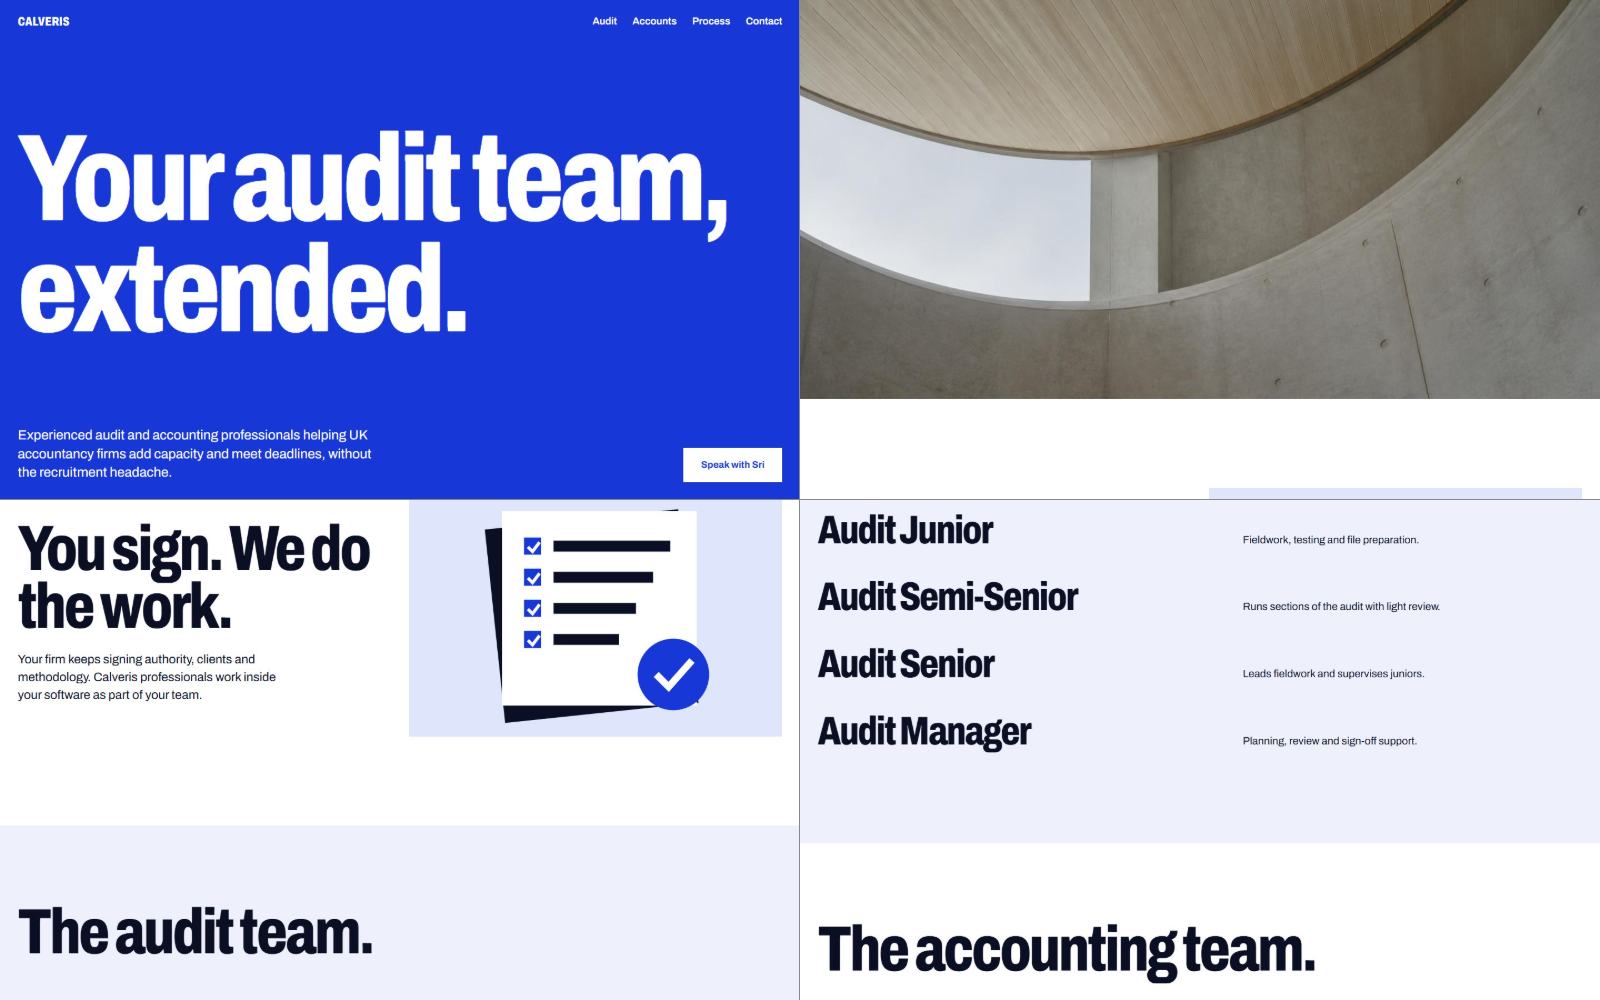 CALVERIS
Audit Accounts Process Contact
Your audit team,
extended.
Experienced audit and accounting professionals helping UK
accountancy firms add capacity and meet deadlines, without
the recruitment headache.
Speak with Sri
You sign. We do
the work.
Your firm keeps signing authority, clients and
methodology. Calveris professionals work inside
your software as part of your team.
The audit team.
Audit Junior
Fieldwork, testing and file preparation.
Audit Semi-Senior
Runs sections of the audit with light review.
Audit Senior
Leads fieldwork and supervises juniors.
Audit Manager
Planning, review and sign-off support.
The accounting team.